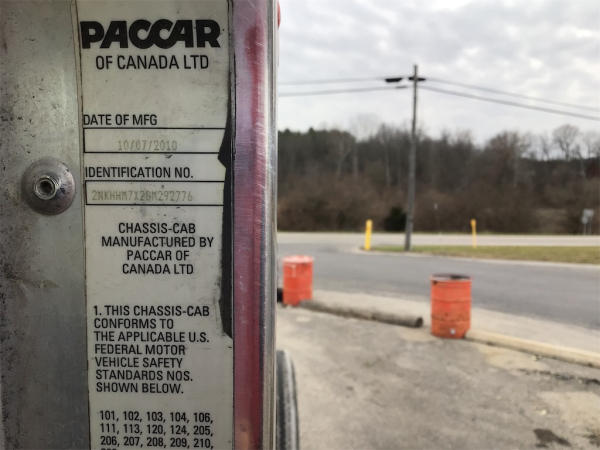 PACCAR
OF CANADA LTD
DATE OF MFG
10/07/2010
IDENTIFICATION NO.
2NKHHM7X2BM292776
CHASSIS-CAB
MANUFACTURED BY
PACCAR OF
CANADA LTD
1. THIS CHASSIS-CAB
CONFORMS TO
THE APPLICABLE U.S.
FEDERAL MOTOR
VEHICLE SAFETY
STANDARDS NOS.
SHOWN BELOW.
101, 102, 103, 104, 106,
111, 113, 120, 124, 205,
206, 207, 208, 209, 210,